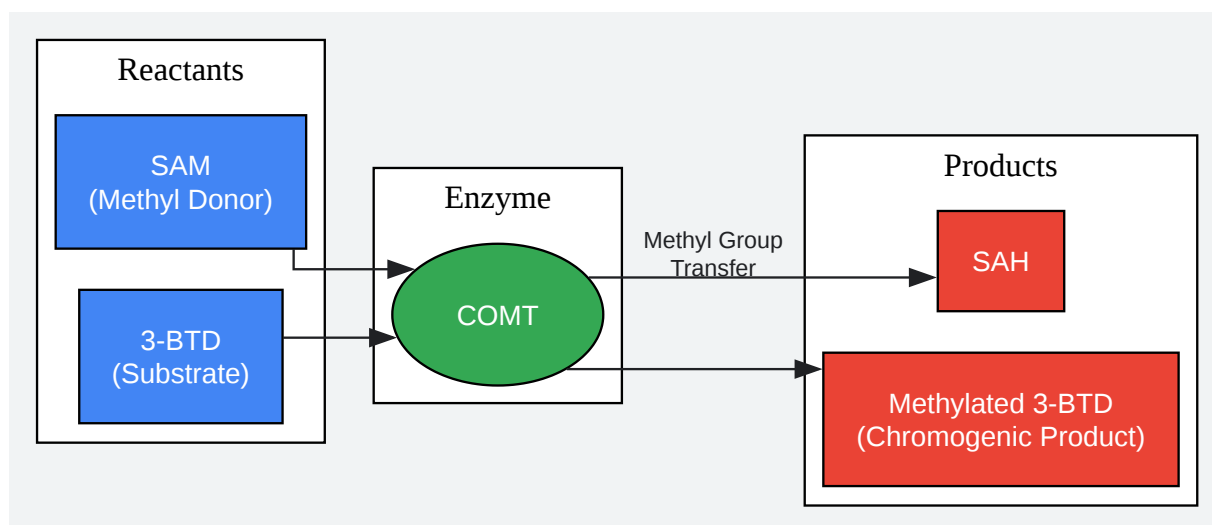 Reactants
SAM
(Methyl Donor)
3-BTD
(Substrate)
Enzyme
COMT
Methyl Group
Transfer
Products
SAH
Methylated 3-BTD
(Chromogenic Product)